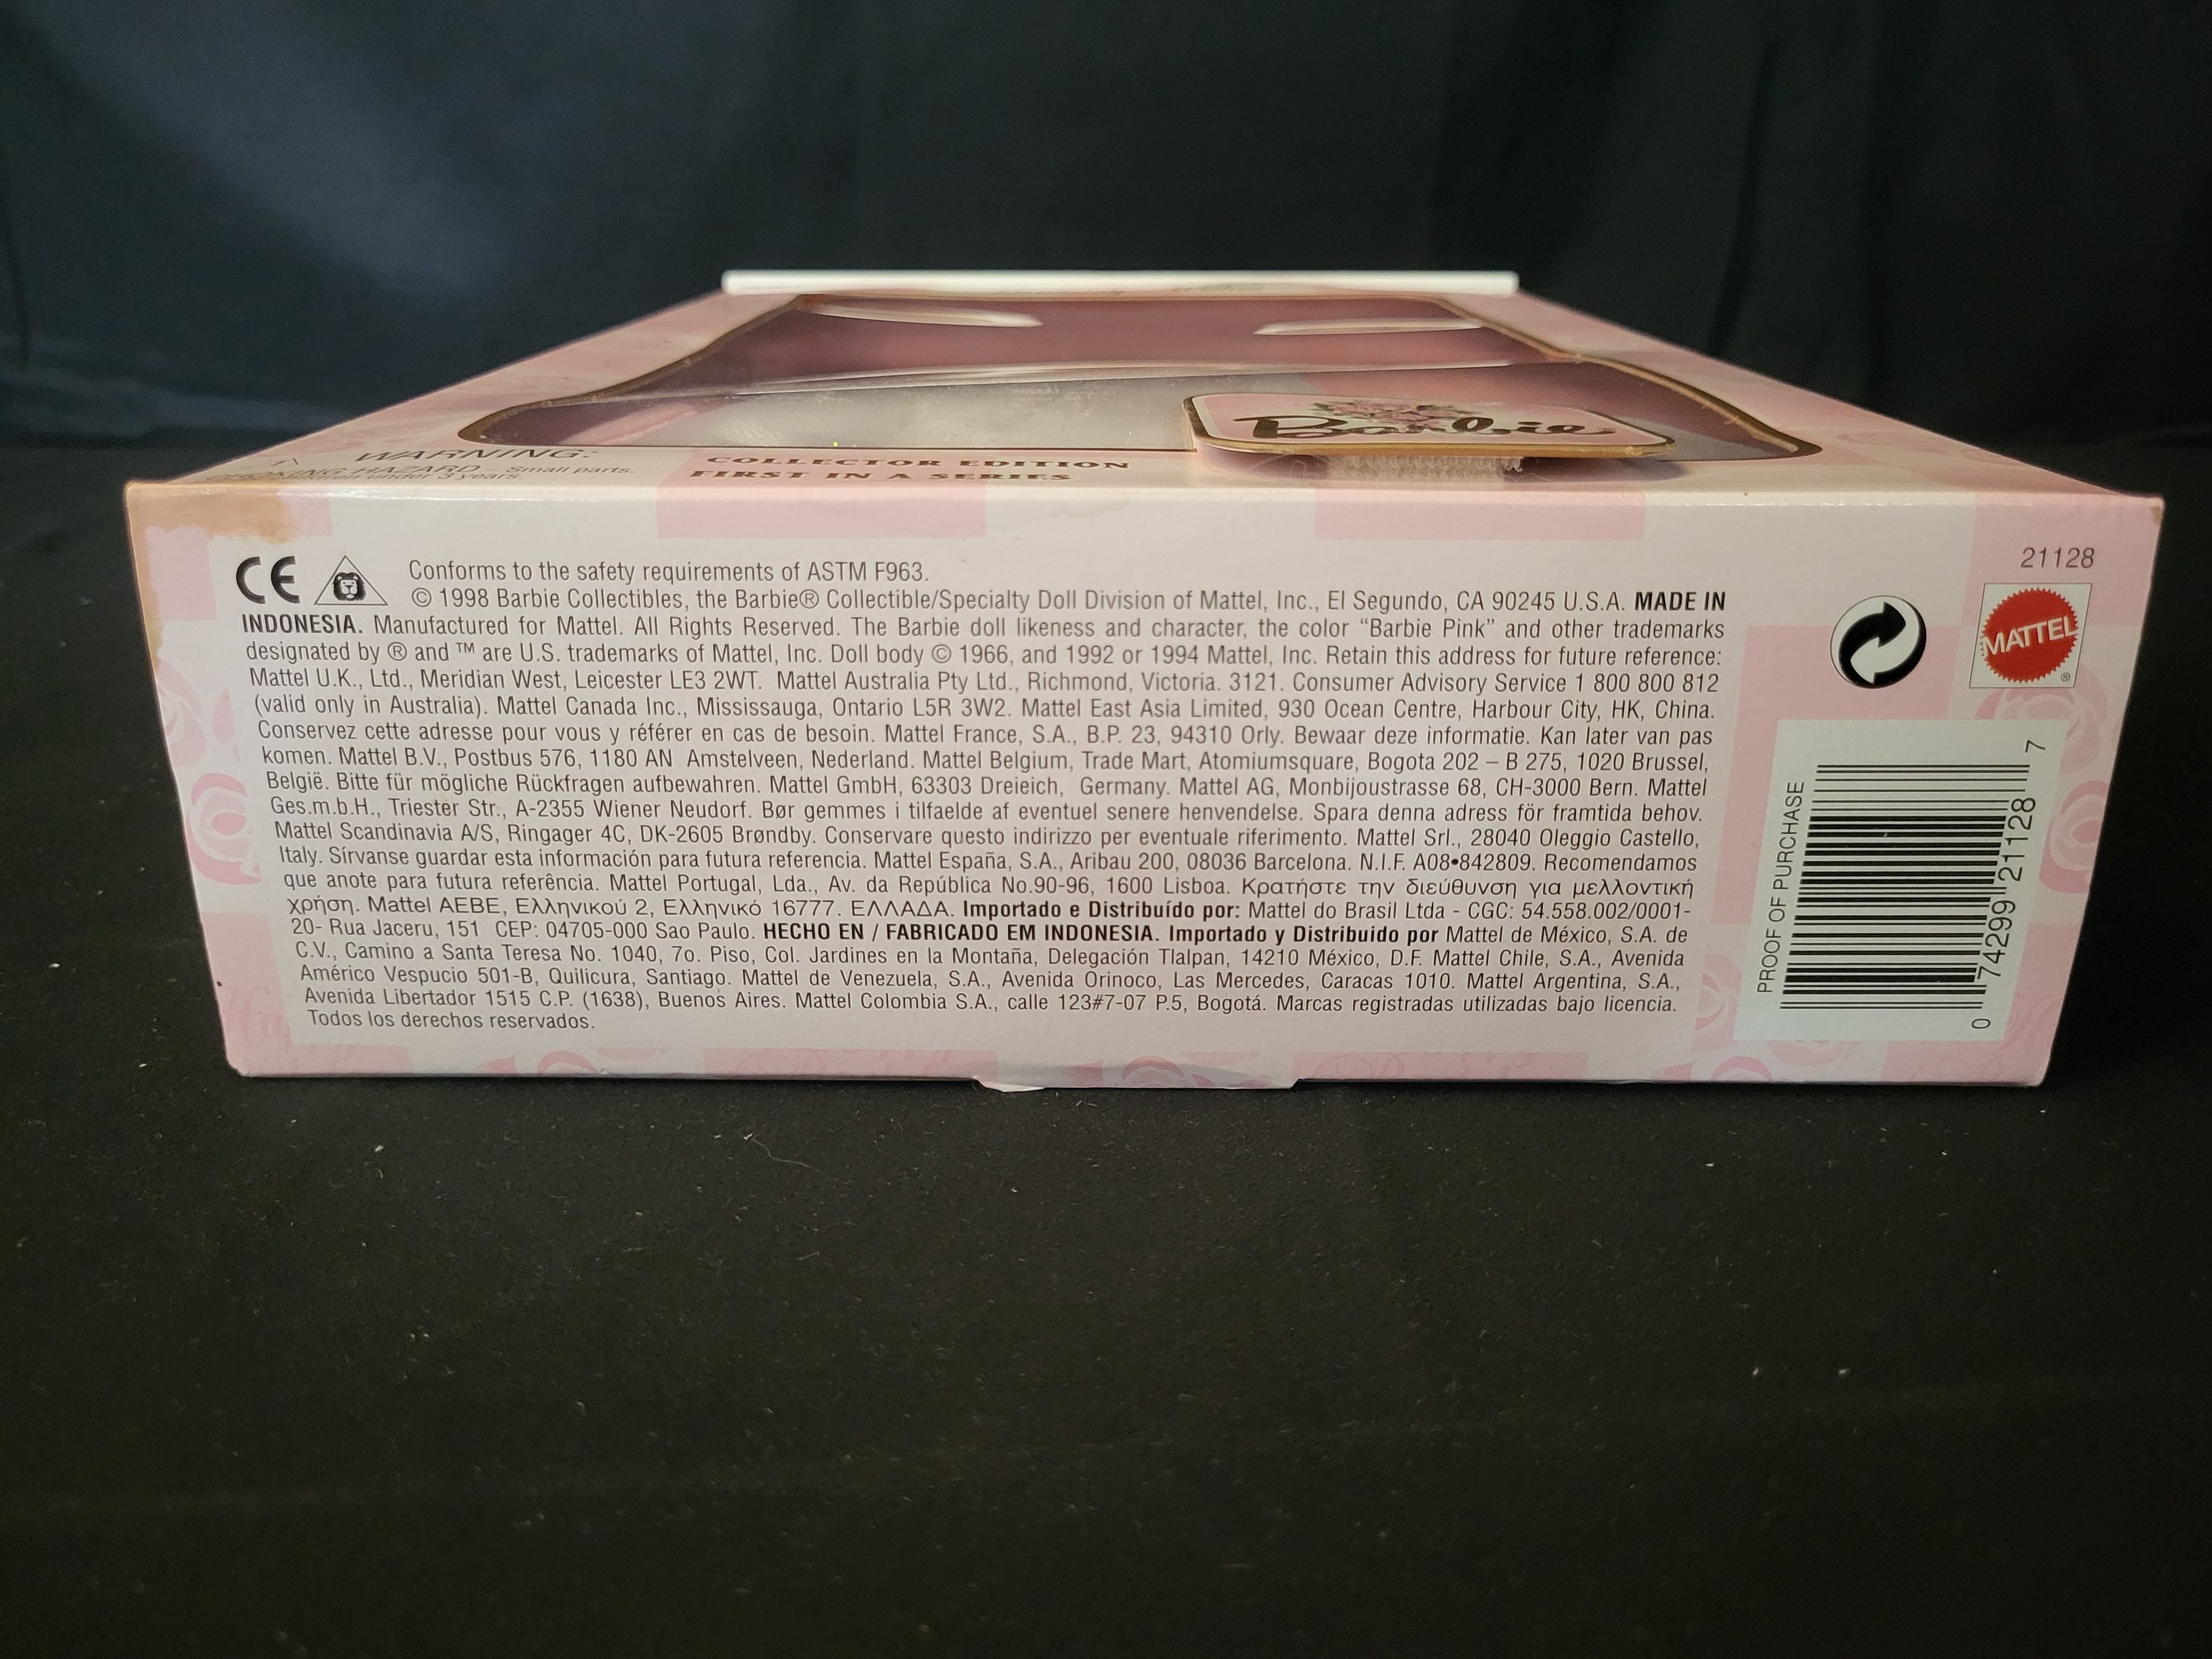 WARNING:
CHOKING HAZARD – Small parts.
children under 3 years.
COLLECTOR EDITION
FIRST IN A SERIES
Barbie
CE
Conforms to the safety requirements of ASTM F963.
© 1998 Barbie Collectibles, the Barbie® Collectible/Specialty Doll Division of Mattel, Inc., El Segundo, CA 90245 U.S.A. MADE IN
INDONESIA. Manufactured for Mattel. All Rights Reserved. The Barbie doll likeness and character, the color “Barbie Pink” and other trademarks
designated by ® and ™ are U.S. trademarks of Mattel, Inc. Doll body © 1966, and 1992 or 1994 Mattel, Inc. Retain this address for future reference:
Mattel U.K., Ltd., Meridian West, Leicester LE3 2WT. Mattel Australia Pty Ltd., Richmond, Victoria. 3121. Consumer Advisory Service 1 800 800 812
(valid only in Australia). Mattel Canada Inc., Mississauga, Ontario L5R 3W2. Mattel East Asia Limited, 930 Ocean Centre, Harbour City, HK, China.
Conservez cette adresse pour vous y référer en cas de besoin. Mattel France, S.A., B.P. 23, 94310 Orly. Bewaar deze informatie. Kan later van pas
komen. Mattel B.V., Postbus 576, 1180 AN Amstelveen, Nederland. Mattel Belgium, Trade Mart, Atomiumsquare, Bogota 202 – B 275, 1020 Brussel,
België. Bitte für mögliche Rückfragen aufbewahren. Mattel GmbH, 63303 Dreieich, Germany. Mattel AG, Monbijoustrasse 68, CH-3000 Bern. Mattel
Ges.m.b.H., Triester Str., A-2355 Wiener Neudorf. Bør gemmes i tilfaelde af eventuel senere henvendelse. Spara denna adress för framtida behov.
Mattel Scandinavia A/S, Ringager 4C, DK-2605 Brøndby. Conservare questo indirizzo per eventuale riferimento. Mattel Srl., 28040 Oleggio Castello,
Italy. Sírvanse guardar esta información para futura referencia. Mattel España, S.A., Aribau 200, 08036 Barcelona. N.I.F. A08•842809. Recomendamos
que anote para futura referência. Mattel Portugal, Lda., Av. da República No.90-96, 1600 Lisboa. Κρατήστε την διεύθυνση για μελλοντική
χρήση. Mattel ΑΕΒΕ, Ελληνικού 2, Ελληνικό 16777. ΕΛΛΑΔΑ. Importado e Distribuído por: Mattel do Brasil Ltda - CGC: 54.558.002/0001-
20- Rua Jaceru, 151 CEP: 04705-000 Sao Paulo. HECHO EN / FABRICADO EM INDONESIA. Importado y Distribuido por Mattel de México, S.A. de
C.V., Camino a Santa Teresa No. 1040, 7o. Piso, Col. Jardines en la Montaña, Delegación Tlalpan, 14210 México, D.F. Mattel Chile, S.A., Avenida
Américo Vespucio 501-B, Quilicura, Santiago. Mattel de Venezuela, S.A., Avenida Orinoco, Las Mercedes, Caracas 1010. Mattel Argentina, S.A.,
Avenida Libertador 1515 C.P. (1638), Buenos Aires. Mattel Colombia S.A., calle 123#7-07 P.5, Bogotá. Marcas registradas utilizadas bajo licencia.
Todos los derechos reservados.
21128
MATTEL®
PROOF OF PURCHASE
0 74299 21128 7